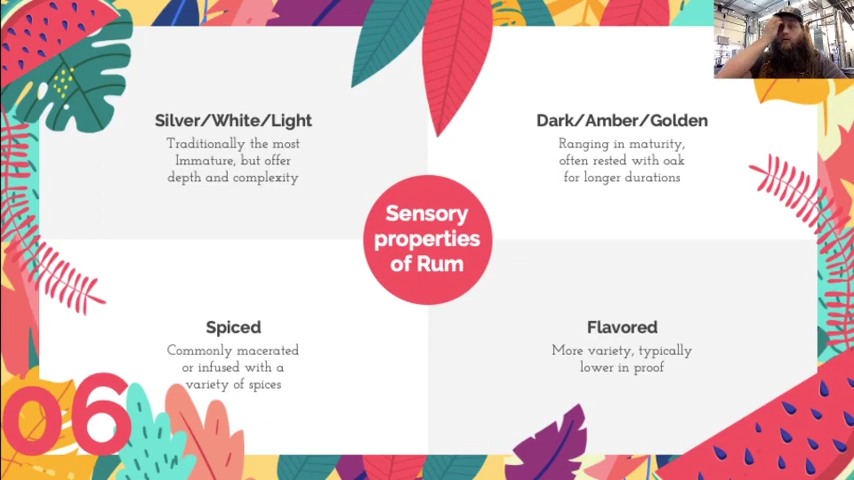 Silver/White/Light
Traditionally the most
Immature, but offer
depth and complexity
Dark/Amber/Golden
Ranging in maturity,
often rested with oak
for longer durations
Sensory
properties
of Rum
Spiced
Commonly macerated
or infused with a
variety of spices
Flavored
More variety, typically
lower in proof
06